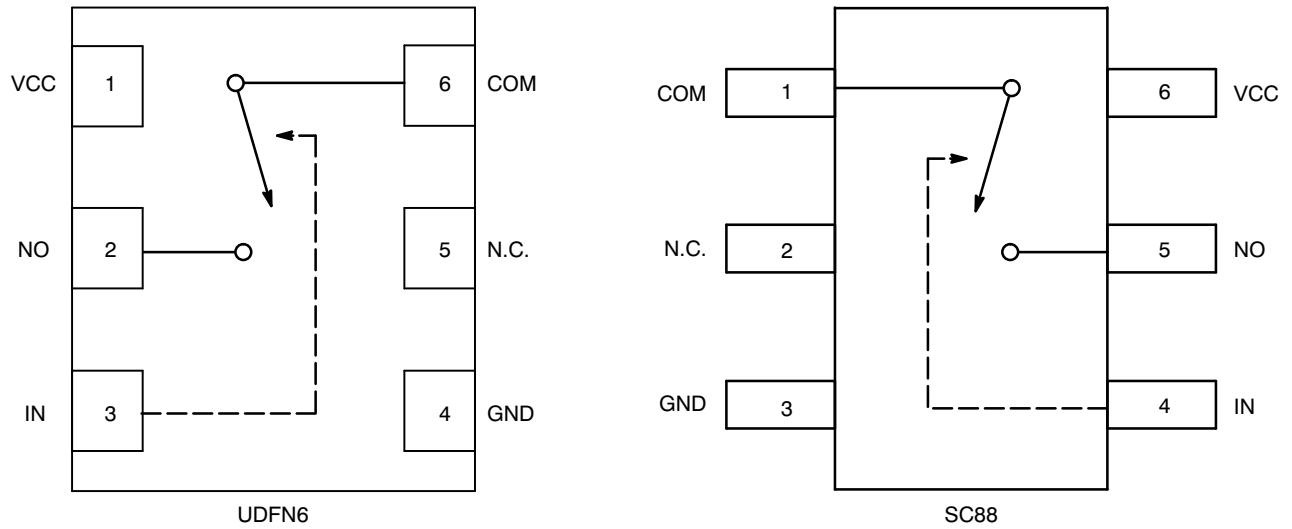 VCC 1 6 COM
NO 2 5 N.C.
IN 3 4 GND
UDFN6
COM 1 6 VCC
N.C. 2 5 NO
GND 3 4 IN
SC88